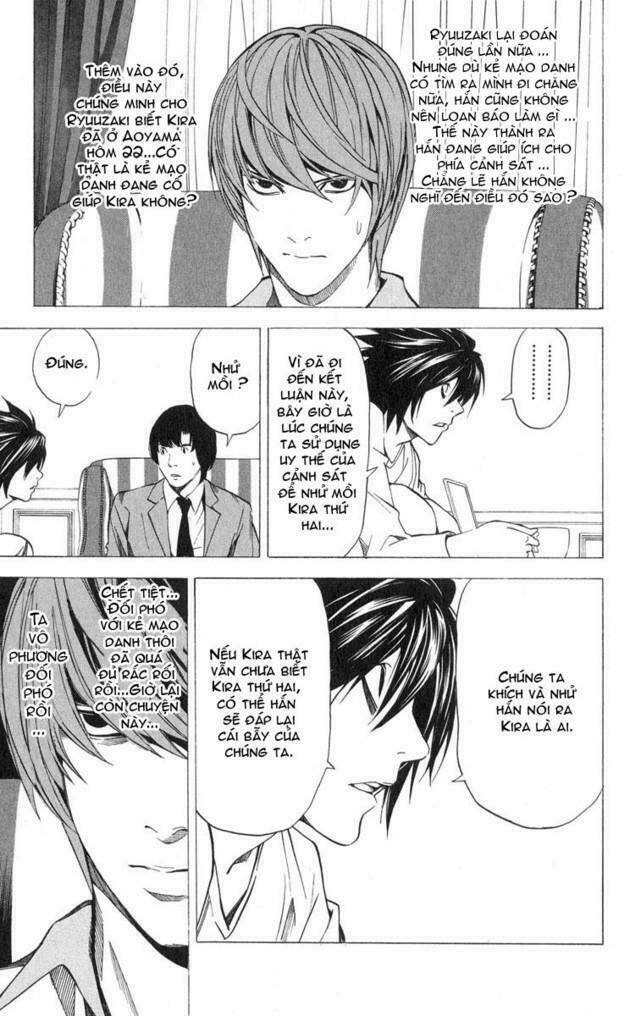 RYUUZAKI LẠI ĐOÁN
ĐÚNG LẦN NỮA ...
NHƯNG DÙ KẺ MẠO DANH
CÓ TÌM RA MÌNH ĐI CHĂNG
NỮA, HẮN CŨNG KHÔNG
NÊN LOAN BÁO LÀM GÌ ...
THẾ NÀY THÀNH RA
HẮN ĐANG GIÚP ÍCH CHO
PHÍA CẢNH SÁT ...
CHẲNG LẼ HẮN KHÔNG
NGHĨ ĐẾN ĐIỀU ĐÓ SAO ?
THÊM VÀO ĐÓ,
ĐIỀU NÀY
CHỨNG MINH CHO
RYUUZAKI BIẾT KIRA
ĐÃ Ở AOYAMA
HÔM 22...CÓ
THẬT LÀ KẺ MẠO
DANH ĐANG CỐ
GIÚP KIRA KHÔNG?
........
VÌ ĐÃ ĐI
ĐẾN KẾT
LUẬN NÀY,
BÂY GIỜ LÀ
LÚC CHÚNG
TA SỬ DỤNG
UY THẾ CỦA
CẢNH SÁT
ĐỂ NHỬ MỒI
KIRA THỨ
HAI...
NHỬ
MỒI ?
ĐÚNG.
CHÚNG TA
KHÍCH VÀ NHỬ
HẮN NÓI RA
KIRA LÀ AI.
NẾU KIRA THẬT
VẪN CHƯA BIẾT
KIRA THỨ HAI,
CÓ THỂ HẮN
SẼ ĐÁP LẠI
CÁI BẪY CỦA
CHÚNG TA.
CHẾT TIỆT...
ĐỐI PHÓ
VỚI KẺ MẠO
DANH THÔI
ĐÃ QUÁ
ĐỦ RẮC RỐI
RỒI...GIỜ LẠI
CÒN CHUYỆN
NÀY...
TA
VÔ
PHƯƠNG
ĐỐI
PHÓ
RỒI
...